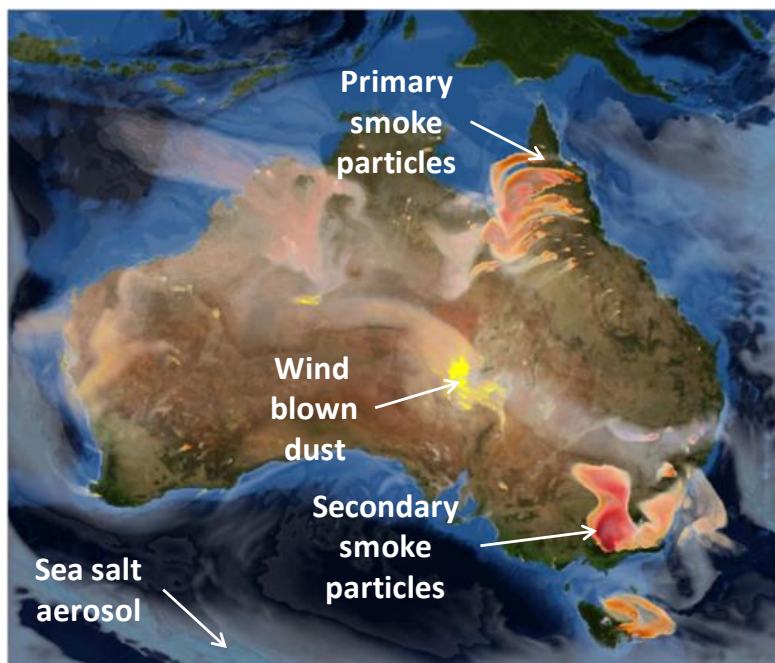 Primary
smoke
particles
Wind
blown
dust
Secondary
smoke
particles
Sea salt
aerosol